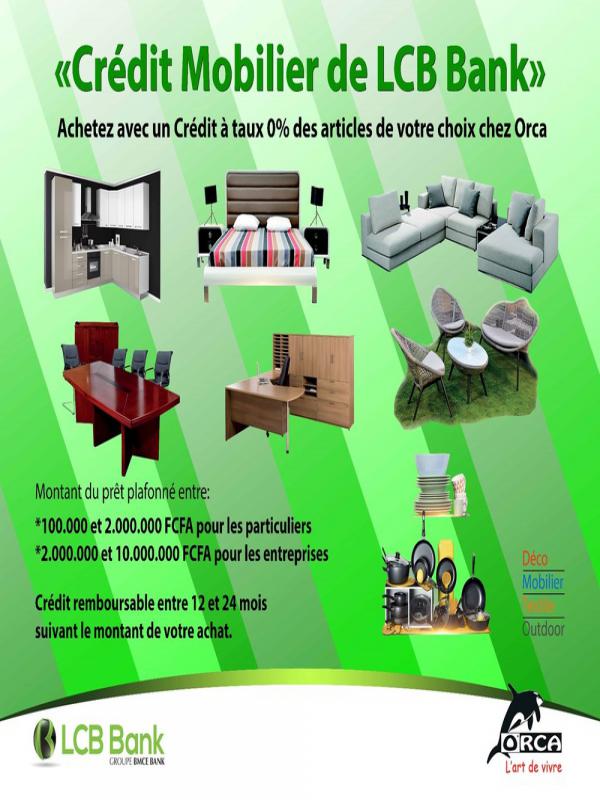 «Crédit Mobilier de LCB Bank»
Achetez avec un Crédit à taux 0% des articles de votre choix chez Orca
Montant du prêt plafonné entre:
*100.000 et 2.000.000 FCFA pour les particuliers
*2.000.000 et 10.000.000 FCFA pour les entreprises
Crédit remboursable entre 12 et 24 mois
suivant le montant de votre achat.
Déco
Mobilier
Textile
Outdoor
LCB Bank
GROUPE BMCE BANK
ORCA
L'art de vivre